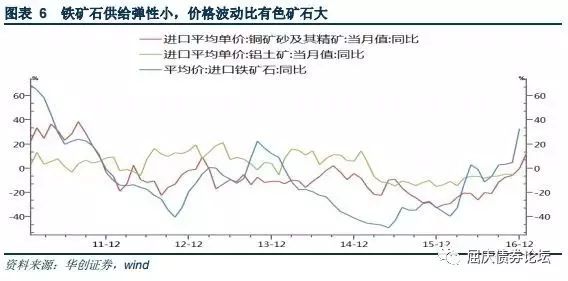 图表 6 铁矿石供给弹性小，价格波动比有色矿石大
进口平均单价:铜矿砂及其精矿:当月值:同比
进口平均单价:铝土矿:当月值:同比
平均价:进口铁矿石:同比
% %
60 60
40 40
20 20
0 0
-20 -20
-40 -40
11-12 12-12 13-12 14-12 15-12 16-12
资料来源：华创证券，wind
屈庆债券论坛